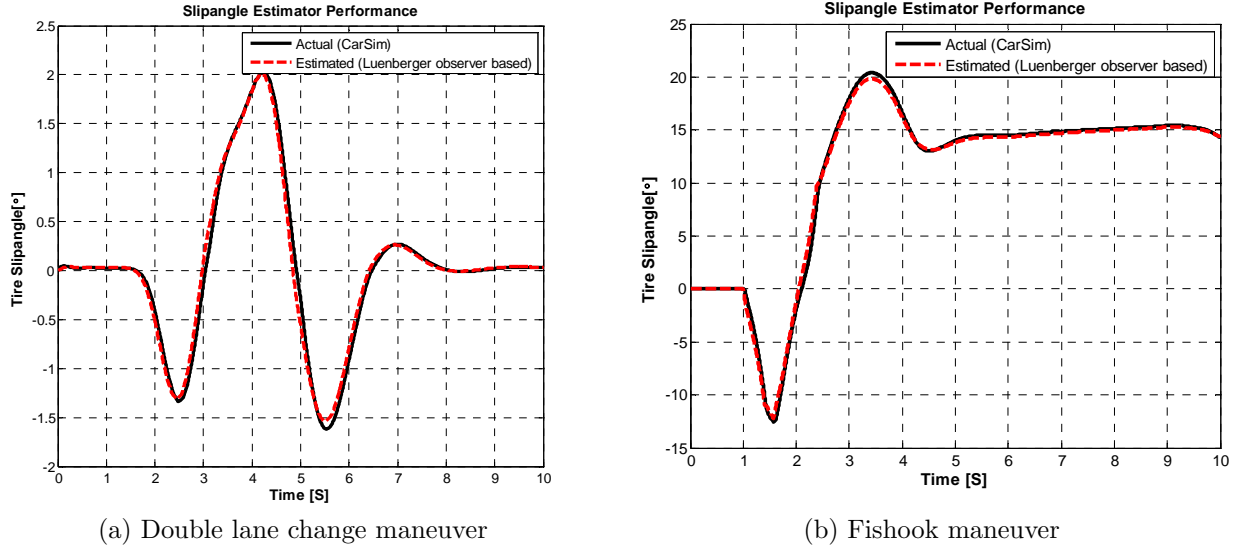 Slipangle Estimator Performance
Actual (CarSim)
Estimated (Luenberger observer based)
2.5
2
1.5
1
0.5
0
-0.5
-1
-1.5
-2
Tire Slipangle[°]
0 1 2 3 4 5 6 7 8 9 10
Time [S]
(a) Double lane change maneuver
Slipangle Estimator Performance
Actual (CarSim)
Estimated (Luenberger observer based)
25
20
15
10
5
0
-5
-10
-15
Tire Slipangle[°]
0 1 2 3 4 5 6 7 8 9 10
Time [S]
(b) Fishook maneuver